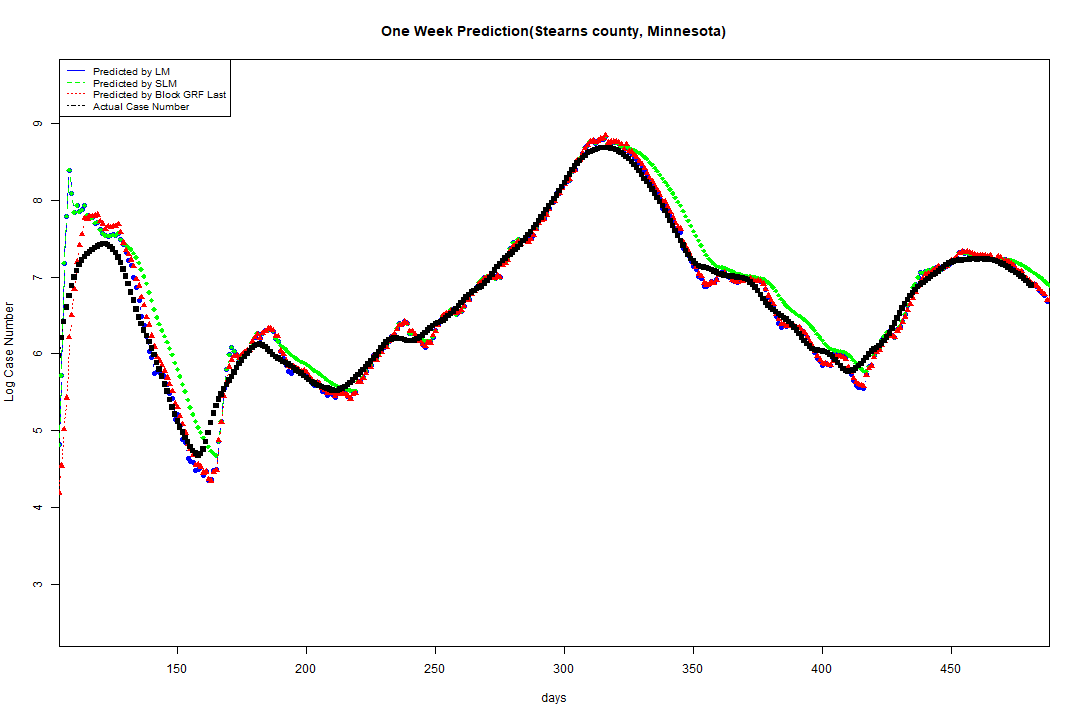 One Week Prediction(Stearns county, Minnesota)
Predicted by LM
Predicted by SLM
Predicted by Block GRF Last
Actual Case Number
Log Case Number
9
8
7
6
5
4
3
150 200 250 300 350 400 450
days